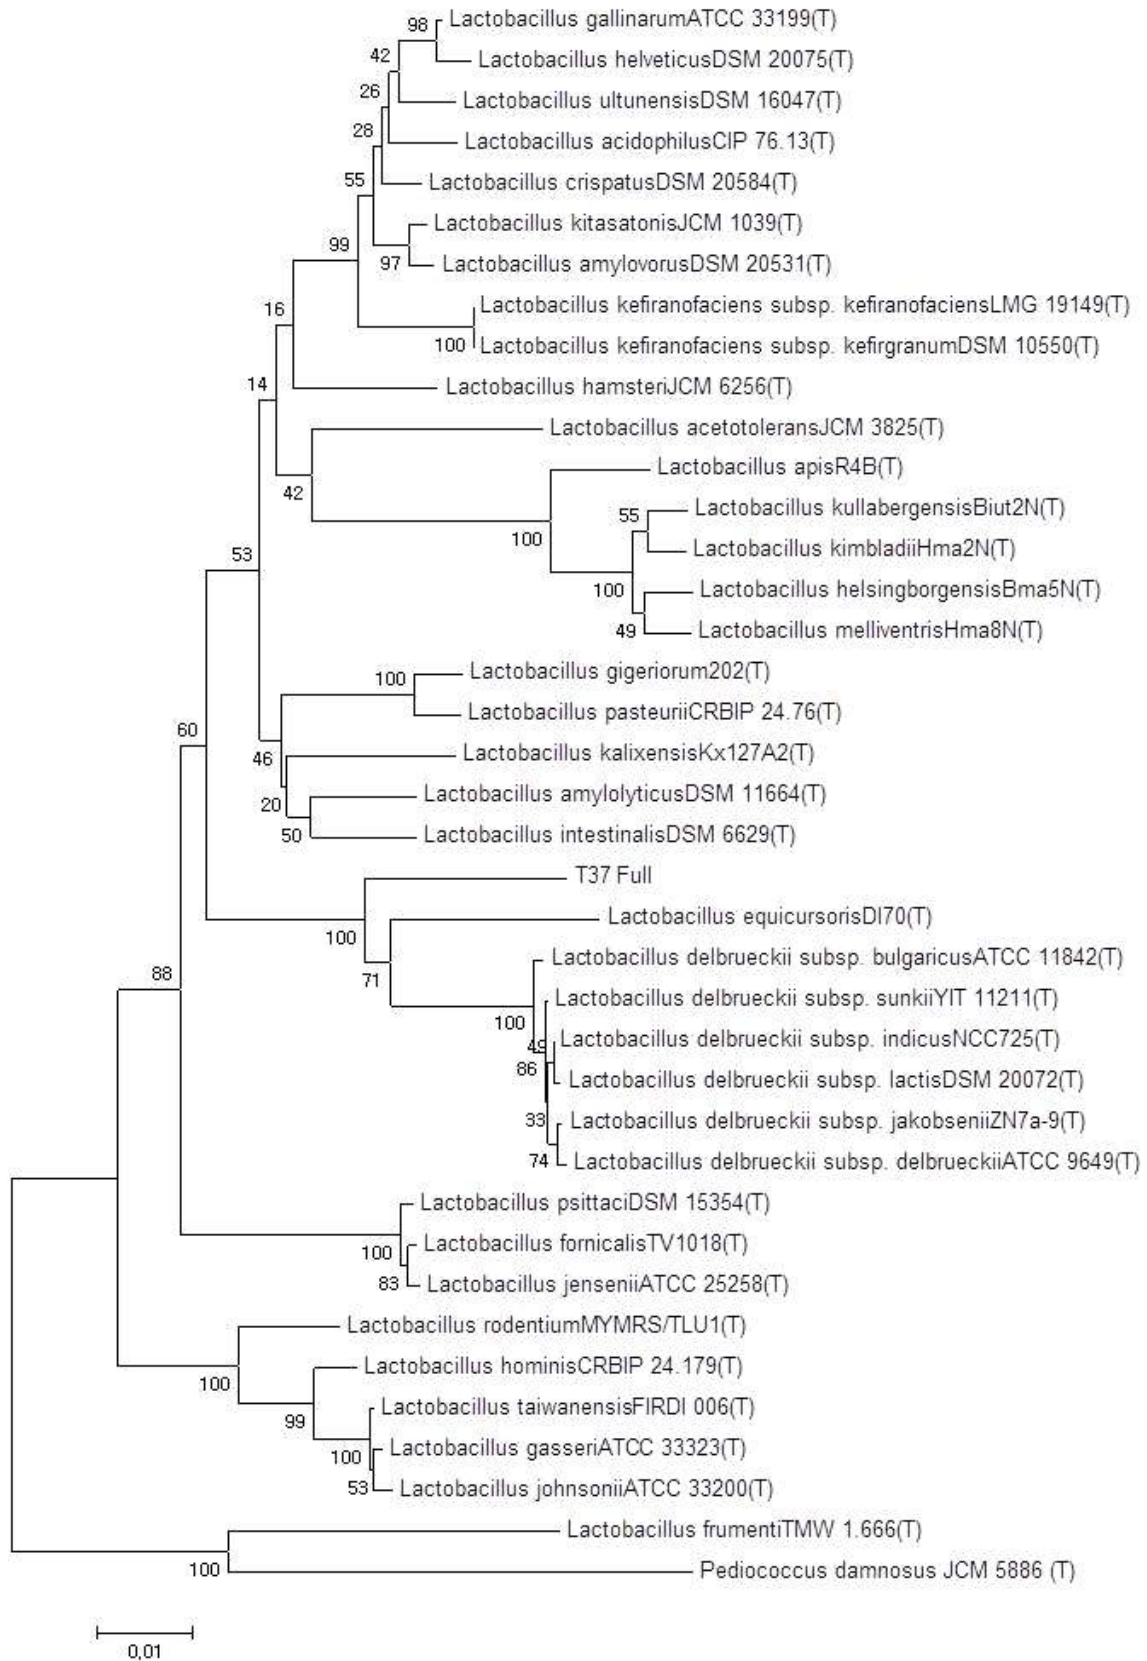 98
Lactobacillus gallinarumATCC 33199(T)
42
Lactobacillus helveticusDSM 20075(T)
26
Lactobacillus ultunensisDSM 16047(T)
28
Lactobacillus acidophilusCIP 76.13(T)
55
Lactobacillus crispatusDSM 20584(T)
Lactobacillus kitasatonisJCM 1039(T)
99
97
Lactobacillus amylovorusDSM 20531(T)
16
Lactobacillus kefiranofaciens subsp. kefiranofaciensLMG 19149(T)
100
Lactobacillus kefiranofaciens subsp. kefirgranumDSM 10550(T)
14
Lactobacillus hamsteriJCM 6256(T)
Lactobacillus acetotoleransJCM 3825(T)
42
Lactobacillus apisR4B(T)
55
Lactobacillus kullabergensisBiut2N(T)
100
Lactobacillus kimbladiiHma2N(T)
53
100
Lactobacillus helsingborgensisBma5N(T)
49
Lactobacillus melliventrisHma8N(T)
100
Lactobacillus gigeriorum202(T)
Lactobacillus pasteuriiCRBIP 24.76(T)
60
46
Lactobacillus kalixensisKx127A2(T)
20
Lactobacillus amylolyticusDSM 11664(T)
50
Lactobacillus intestinalisDSM 6629(T)
T37 Full
Lactobacillus equicursorisDI70(T)
100
88
71
Lactobacillus delbrueckii subsp. bulgaricusATCC 11842(T)
Lactobacillus delbrueckii subsp. sunkiiYIT 11211(T)
100
Lactobacillus delbrueckii subsp. indicusNCC725(T)
86
Lactobacillus delbrueckii subsp. lactisDSM 20072(T)
33
Lactobacillus delbrueckii subsp. jakobseniiZN7a-9(T)
74
Lactobacillus delbrueckii subsp. delbrueckiiATCC 9649(T)
Lactobacillus psittaciDSM 15354(T)
100
Lactobacillus fornicalisTV1018(T)
83
Lactobacillus jenseniiATCC 25258(T)
Lactobacillus rodentiumMYMRS/TLU1(T)
100
Lactobacillus hominisCRBIP 24.179(T)
99
Lactobacillus taiwanensisFIRDI 006(T)
100
Lactobacillus gasseriATCC 33323(T)
53
Lactobacillus johnsoniiATCC 33200(T)
Lactobacillus frumentiTMW 1.666(T)
100
Pediococcus damnosus JCM 5886 (T)
0,01